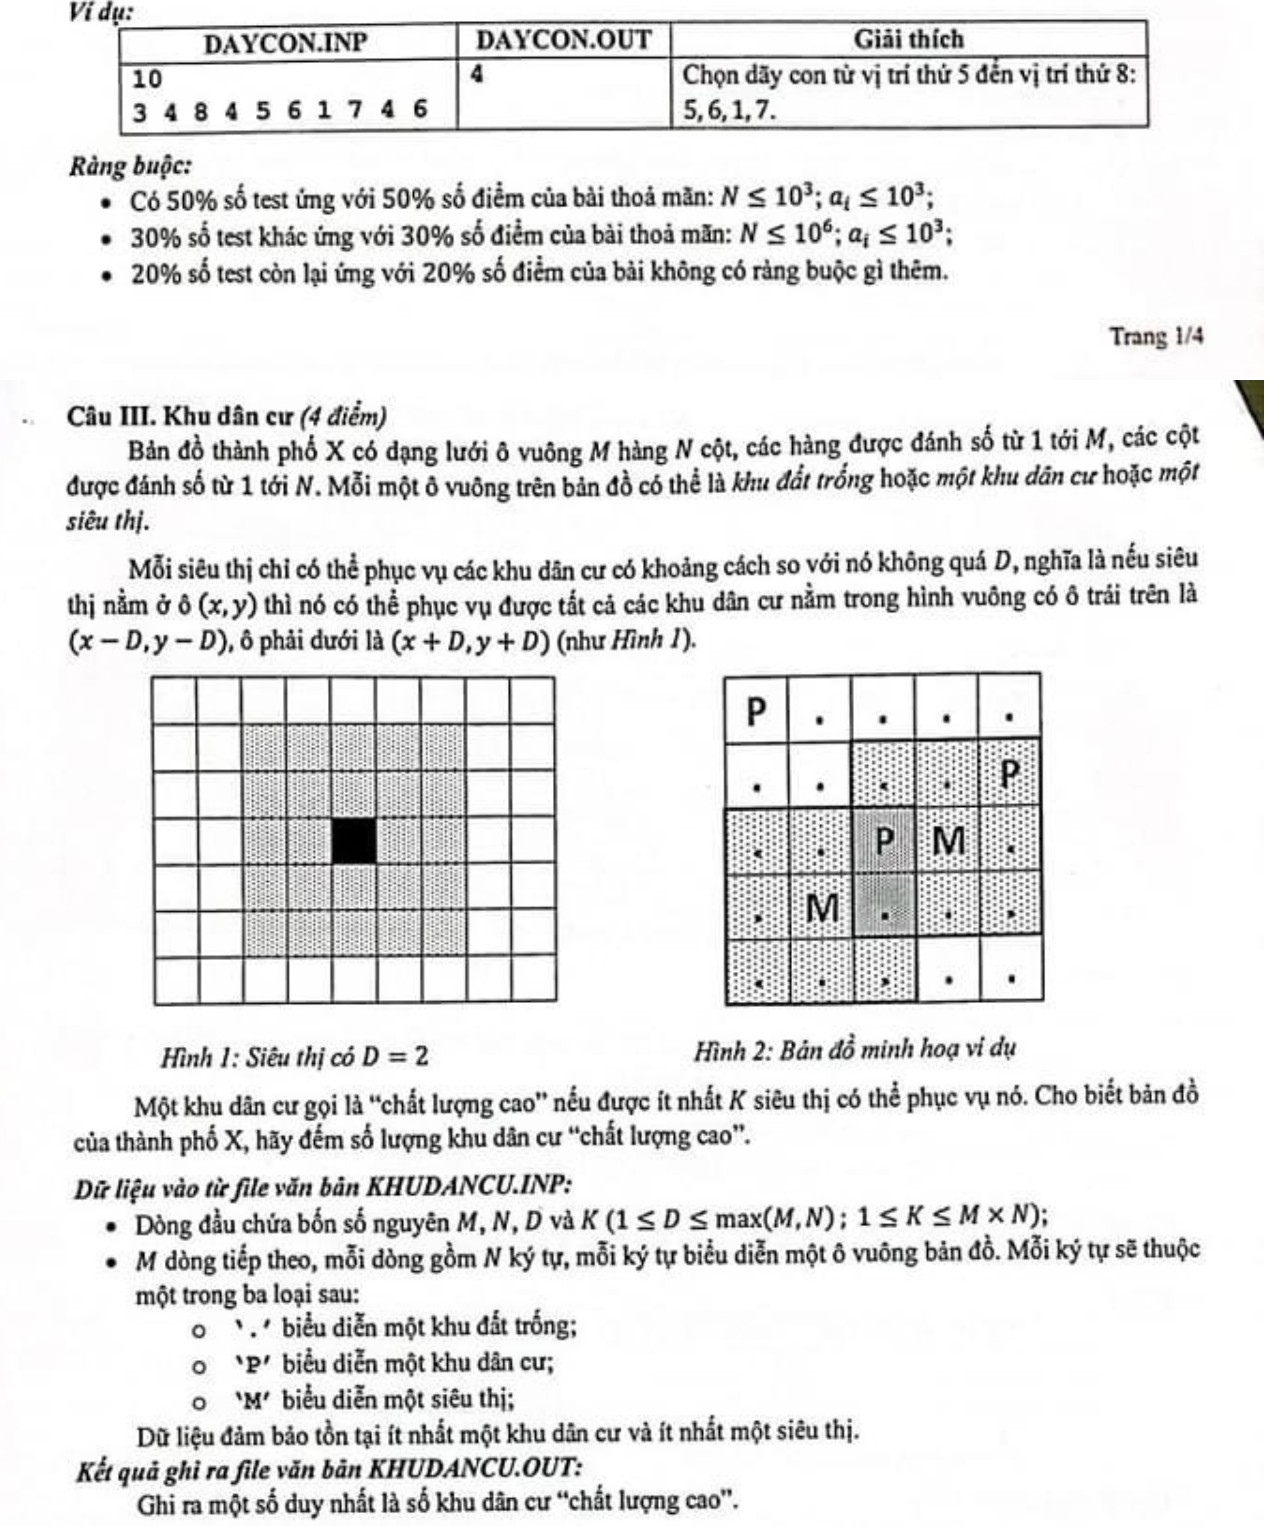 Ví dụ:
DAYCON.INP DAYCON.OUT Giải thích
10 4 Chọn dãy con từ vị trí thứ 5 đến vị trí thứ 8:
3 4 8 4 5 6 1 7 4 6 5, 6, 1, 7.
Ràng buộc:
• Có 50% số test ứng với 50% số điểm của bài thoả mãn: N ≤ 10³; aᵢ ≤ 10³;
• 30% số test khác ứng với 30% số điểm của bài thoả mãn: N ≤ 10⁶; aᵢ ≤ 10³;
• 20% số test còn lại ứng với 20% số điểm của bài không có ràng buộc gì thêm.
Trang 1/4
Câu III. Khu dân cư (4 điểm)
Bản đồ thành phố X có dạng lưới ô vuông M hàng N cột, các hàng được đánh số từ 1 tới M, các cột
được đánh số từ 1 tới N. Mỗi một ô vuông trên bản đồ có thể là khu đất trống hoặc một khu dân cư hoặc một
siêu thị.
Mỗi siêu thị chỉ có thể phục vụ các khu dân cư có khoảng cách so với nó không quá D, nghĩa là nếu siêu
thị nằm ở ô (x, y) thì nó có thể phục vụ được tất cả các khu dân cư nằm trong hình vuông có ô trái trên là
(x − D, y − D), ô phải dưới là (x + D, y + D) (như Hình 1).
P . . . .
. . . . P
. . P M .
. M . . .
. . . . .
Hình 1: Siêu thị có D = 2
Hình 2: Bản đồ minh hoạ ví dụ
Một khu dân cư gọi là “chất lượng cao” nếu được ít nhất K siêu thị có thể phục vụ nó. Cho biết bản đồ
của thành phố X, hãy đếm số lượng khu dân cư “chất lượng cao”.
Dữ liệu vào từ file văn bản KHUDANCU.INP:
• Dòng đầu chứa bốn số nguyên M, N, D và K (1 ≤ D ≤ max(M, N); 1 ≤ K ≤ M × N);
• M dòng tiếp theo, mỗi dòng gồm N ký tự, mỗi ký tự biểu diễn một ô vuông bản đồ. Mỗi ký tự sẽ thuộc
một trong ba loại sau:
o ‵.′ biểu diễn một khu đất trống;
o ‵P′ biểu diễn một khu dân cư;
o ‵M′ biểu diễn một siêu thị;
Dữ liệu đảm bảo tồn tại ít nhất một khu dân cư và ít nhất một siêu thị.
Kết quả ghi ra file văn bản KHUDANCU.OUT:
Ghi ra một số duy nhất là số khu dân cư “chất lượng cao”.